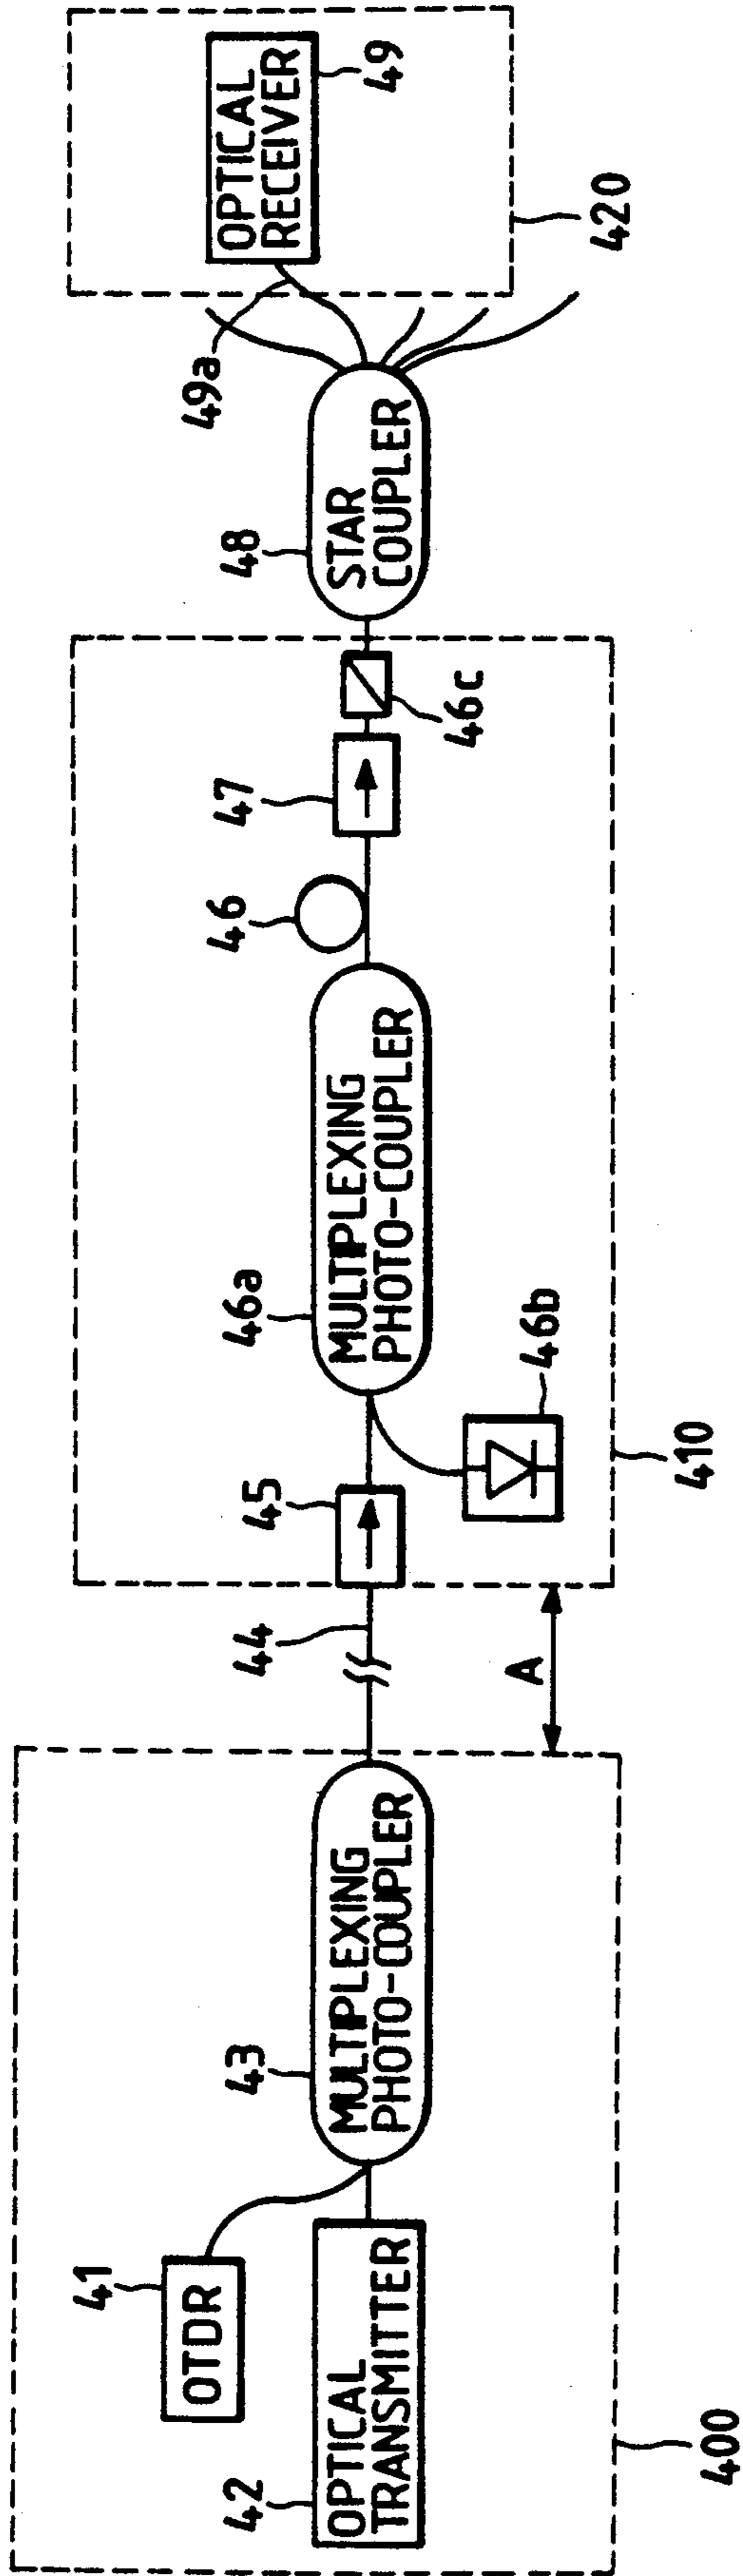 41
OTDR
42
OPTICAL
TRANSMITTER
43
MULTIPLEXING
PHOTO-COUPLER
400
44
A
45
46a
MULTIPLEXING
PHOTO-COUPLER
46b
46
47
46c
410
48
STAR
COUPLER
49a
OPTICAL
RECEIVER
49
420